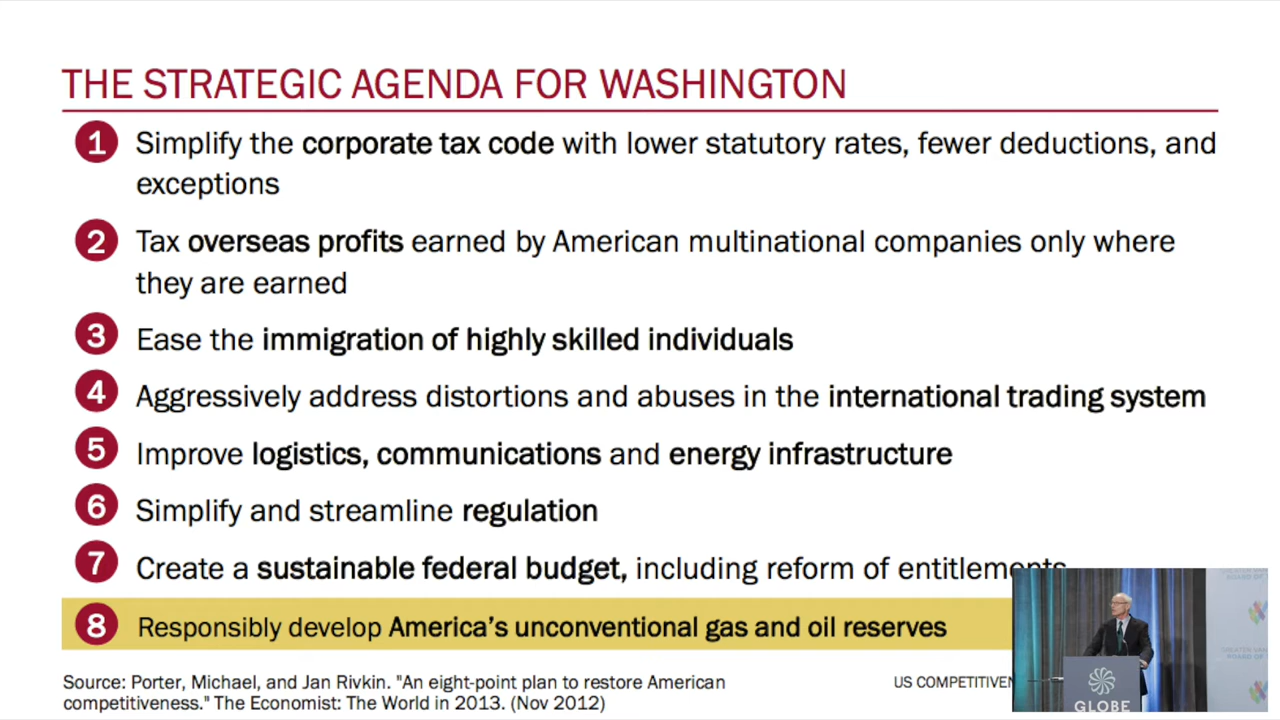 THE STRATEGIC AGENDA FOR WASHINGTON
1 Simplify the corporate tax code with lower statutory rates, fewer deductions, and
exceptions
2 Tax overseas profits earned by American multinational companies only where
they are earned
3 Ease the immigration of highly skilled individuals
4 Aggressively address distortions and abuses in the international trading system
5 Improve logistics, communications and energy infrastructure
6 Simplify and streamline regulation
7 Create a sustainable federal budget, including reform of entitlements
8 Responsibly develop America's unconventional gas and oil reserves
Source: Porter, Michael, and Jan Rivkin. "An eight-point plan to restore American
competitiveness." The Economist: The World in 2013. (Nov 2012)
US COMPETITIVEN
GLOBE